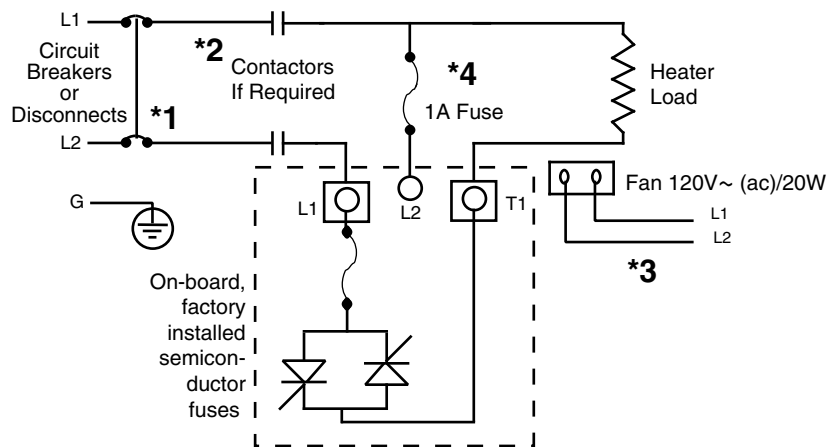 L1
*2
Circuit
Breakers
or
Disconnects
*1
L2
Contactors
If Required
*4
1A Fuse
Heater
Load
G
L1
L2
T1
Fan 120V~ (ac)/20W
L1
L2
*3
On-board,
factory
installed
semicon-
ductor
fuses